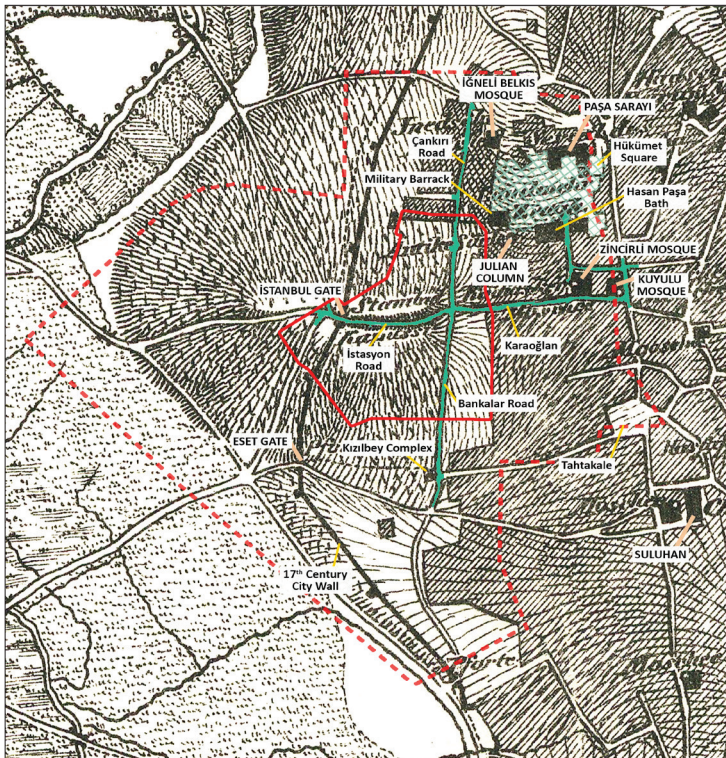 İĞNELİ BELKIS
MOSQUE
PAŞA SARAYI
Çankırı
Road
Hükümet
Square
Military Barrack
Hasan Paşa
Bath
JULIAN
COLUMN
ZİNCİRLİ MOSQUE
İSTANBUL GATE
KUYULU
MOSQUE
İstasyon
Road
Karaoğlan
Bankalar Road
ESET GATE
Kızılbey Complex
Tahtakale
SULUHAN
17th Century
City Wall